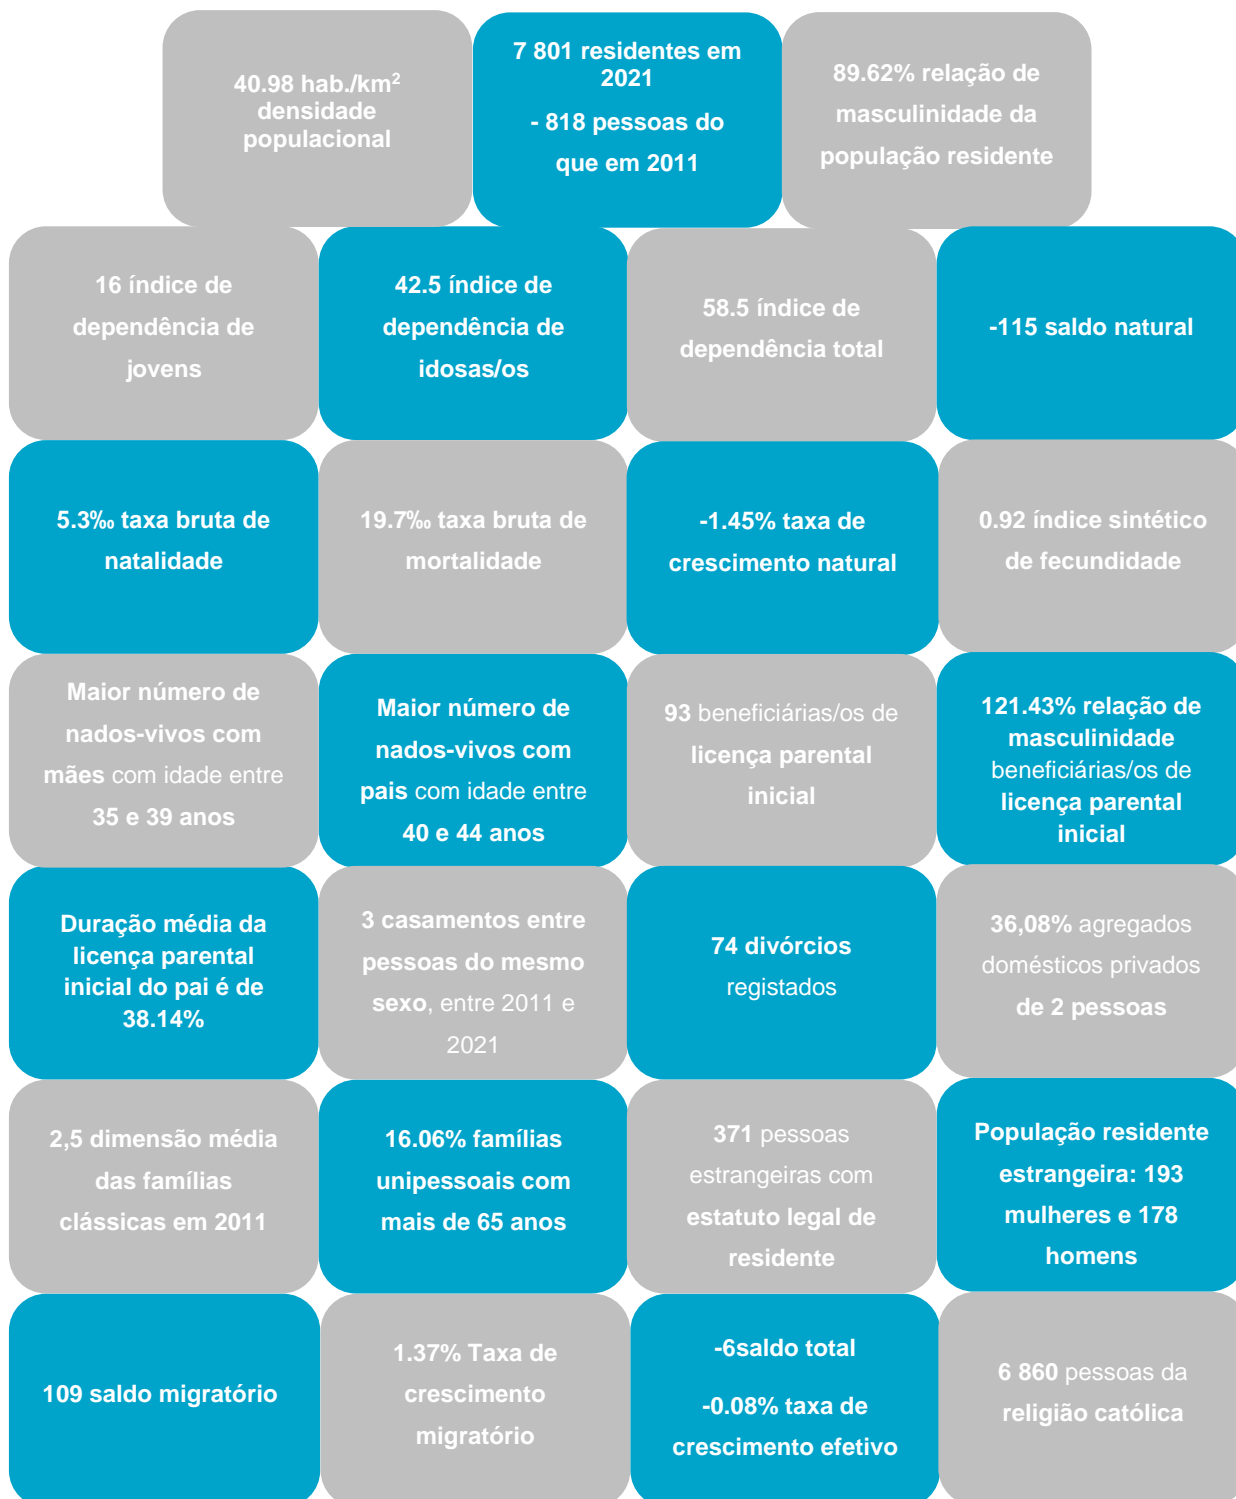 40.98 hab./km²
densidade
populacional
7 801 residentes em
2021
- 818 pessoas do
que em 2011
89.62% relação de
masculinidade da
população residente
16 índice de
dependência de
jovens
42.5 índice de
dependência de
idosas/os
58.5 índice de
dependência total
-115 saldo natural
5.3‰ taxa bruta de
natalidade
19.7‰ taxa bruta de
mortalidade
-1.45% taxa de
crescimento natural
0.92 índice sintético
de fecundidade
Maior número de
nados-vivos com
mães com idade entre
35 e 39 anos
Maior número de
nados-vivos com
pais com idade entre
40 e 44 anos
93 beneficiárias/os de
licença parental
inicial
121.43% relação de
masculinidade
beneficiárias/os de
licença parental
inicial
Duração média da
licença parental
inicial do pai é de
38.14%
3 casamentos entre
pessoas do mesmo
sexo, entre 2011 e
2021
74 divórcios
registados
36,08% agregados
domésticos privados
de 2 pessoas
2,5 dimensão média
das famílias
clássicas em 2011
16.06% famílias
unipessoais com
mais de 65 anos
371 pessoas
estrangeiras com
estatuto legal de
residente
População residente
estrangeira: 193
mulheres e 178
homens
109 saldo migratório
1.37% Taxa de
crescimento
migratório
-6saldo total
-0.08% taxa de
crescimento efetivo
6 860 pessoas da
religião católica